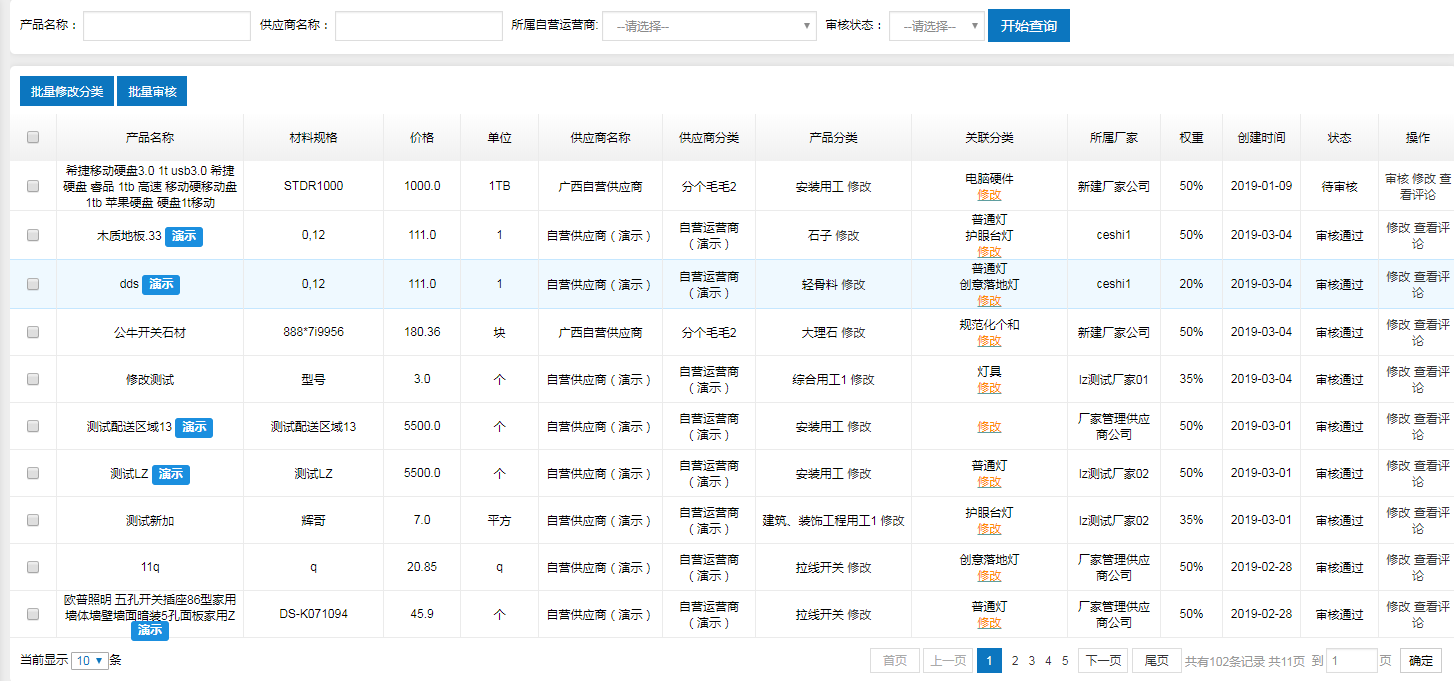 产品名称： 供应商名称： 所属自营运营商: --请选择-- 审核状态： --请选择-- 开始查询
批量修改分类 批量审核
产品名称 材料规格 价格 单位 供应商名称 供应商分类 产品分类 关联分类 所属厂家 权重 创建时间 状态 操作
希捷移动硬盘3.0 1t usb3.0 希捷
硬盘 睿品 1tb 高速 移动硬移动盘
1tb 苹果硬盘 硬盘1t移动
STDR1000 1000.0 1TB 广西自营供应商 分个毛毛2 安装用工 修改
电脑硬件
修改
新建厂家公司 50% 2019-01-09 待审核
审核 修改 查
看评论
木质地板.33 演示 0,12 111.0 1 自营供应商（演示）
自营运营商
（演示）
石子 修改
普通灯
护眼台灯
修改
ceshi1 50% 2019-03-04 审核通过
修改 查看评
论
dds 演示 0,12 111.0 1 自营供应商（演示）
自营运营商
（演示）
轻骨料 修改
普通灯
创意落地灯
修改
ceshi1 20% 2019-03-04 审核通过
修改 查看评
论
公牛开关石材 888*7i9956 180.36 块 广西自营供应商 分个毛毛2 大理石 修改
规范化个和
修改
新建厂家公司 50% 2019-03-04 审核通过
修改 查看评
论
修改测试 型号 3.0 个 自营供应商（演示）
自营运营商
（演示）
综合用工1 修改
灯具
修改
lz测试厂家01 35% 2019-03-04 审核通过
修改 查看评
论
测试配送区域13 演示 测试配送区域13 5500.0 个 自营供应商（演示）
自营运营商
（演示）
安装用工 修改
修改
厂家管理供应
商公司
50% 2019-03-01 审核通过
修改 查看评
论
测试LZ 演示 测试LZ 5500.0 个 自营供应商（演示）
自营运营商
（演示）
安装用工 修改
普通灯
修改
lz测试厂家02 50% 2019-03-01 审核通过
修改 查看评
论
测试新加 辉哥 7.0 平方 自营供应商（演示）
自营运营商
（演示）
建筑、装饰工程用工1 修改
护眼台灯
修改
lz测试厂家02 35% 2019-03-01 审核通过
修改 查看评
论
11q q 20.85 q 自营供应商（演示）
自营运营商
（演示）
拉线开关 修改
创意落地灯
修改
厂家管理供应
商公司
50% 2019-02-28 审核通过
修改 查看评
论
欧普照明 五孔开关插座86型家用
墙体墙壁墙面暗装5孔面板家用Z
演示
DS-K071094 45.9 个 自营供应商（演示）
自营运营商
（演示）
拉线开关 修改
普通灯
修改
厂家管理供应
商公司
50% 2019-02-28 审核通过
修改 查看评
论
当前显示 10 条 首页 上一页 1 2 3 4 5 下一页 尾页 共有102条记录 共11页 到 1 页 确定